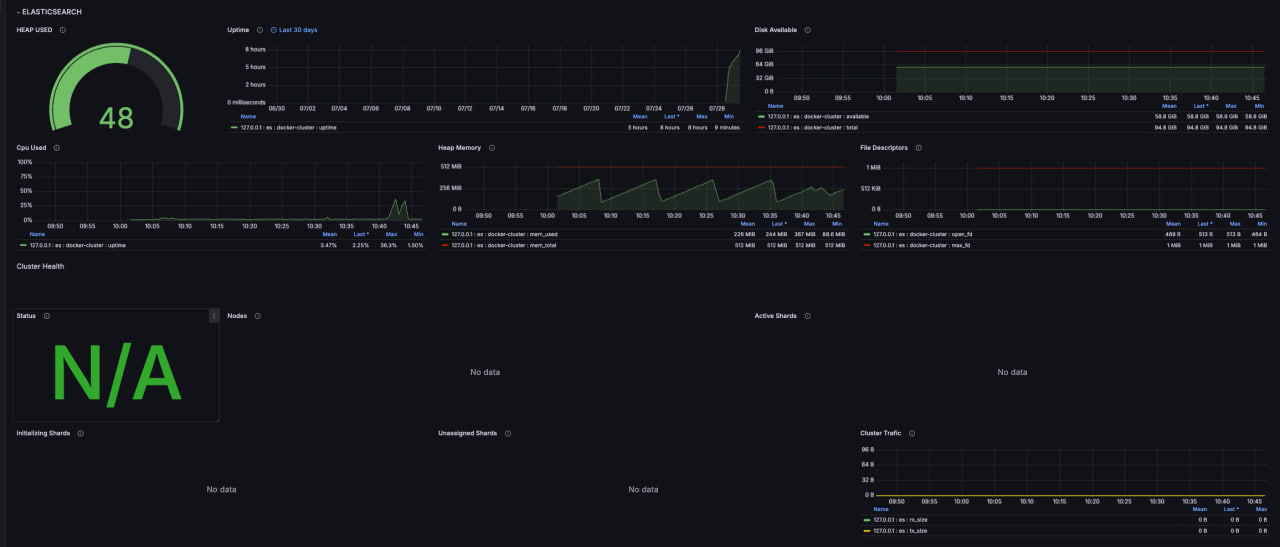 - ELASTICSEARCH
HEAP USED
48
Uptime
Last 30 days
8 hours
5 hours
2 hours
0 milliseconds
06/30 07/02 07/04 07/06 07/08 07/10 07/12 07/14 07/16 07/18 07/20 07/22 07/24 07/26 07/28
Name Mean Last * Max Min
127.0.0.1 : es : docker-cluster : uptime 5 hours 8 hours 8 hours 9 minutes
Disk Available
96 GiB
64 GiB
32 GiB
0 B
09:50 09:55 10:00 10:05 10:10 10:15 10:20 10:25 10:30 10:35 10:40 10:45
Name Mean Last * Max Min
127.0.0.1 : es : docker-cluster : available 58.8 GiB 58.8 GiB 58.9 GiB 58.8 GiB
127.0.0.1 : es : docker-cluster : total 94.8 GiB 94.8 GiB 94.8 GiB 94.8 GiB
Cpu Used
100%
75%
50%
25%
0%
09:50 10:00 10:10 10:20 10:30 10:40 10:45
Name Mean Last * Max Min
127.0.0.1 : es : docker-cluster : uptime 3.47% 2.25% 36.3% 1.50%
Heap Memory
512 MiB
256 MiB
0 B
09:50 09:55 10:00 10:05 10:10 10:15 10:20 10:25 10:30 10:35 10:40 10:45
Name Mean Last * Max Min
127.0.0.1 : es : docker-cluster : mem_used 226 MiB 244 MiB 367 MiB 88.6 MiB
127.0.0.1 : es : docker-cluster : mem_total 512 MiB 512 MiB 512 MiB 512 MiB
File Descriptors
1 MiB
512 KiB
0 B
09:50 09:55 10:00 10:05 10:10 10:15 10:20 10:25 10:30 10:35 10:40 10:45
Name Mean Last * Max Min
127.0.0.1 : es : docker-cluster : open_fd 469 B 513 B 513 B 464 B
127.0.0.1 : es : docker-cluster : max_fd 1 MiB 1 MiB 1 MiB 1 MiB
Cluster Health
Status
N/A
Nodes
No data
Active Shards
No data
Initializing Shards
No data
Unassigned Shards
No data
Cluster Trafic
96 B
64 B
32 B
0 B
09:50 09:55 10:00 10:05 10:10 10:15 10:20 10:25 10:30 10:35 10:40 10:45
Name Mean Last * Max
127.0.0.1 : es : rx_size 0 B 0 B 0 B
127.0.0.1 : es : tx_size 0 B 0 B 0 B